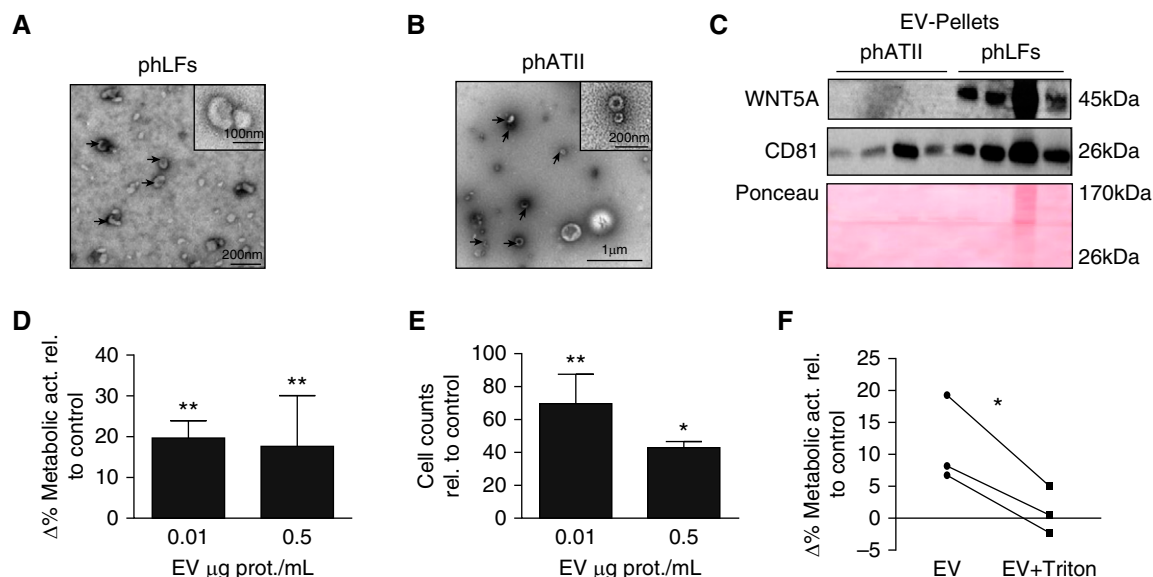 A
phLFs
100nm
200nm
B
phATII
200nm
1μm
C
EV-Pellets
phATII phLFs
WNT5A 45kDa
CD81 26kDa
Ponceau 170kDa
26kDa
D
Δ% Metabolic act. rel.
to control
40
30
20
10
0
**
**
0.01 0.5
EV μg prot./mL
E
Cell counts
rel. to control
100
80
60
40
20
0
**
*
0.01 0.5
EV μg prot./mL
F
Δ% Metabolic act. rel.
to control
25
20
15
10
5
0
–5
*
EV EV+Triton